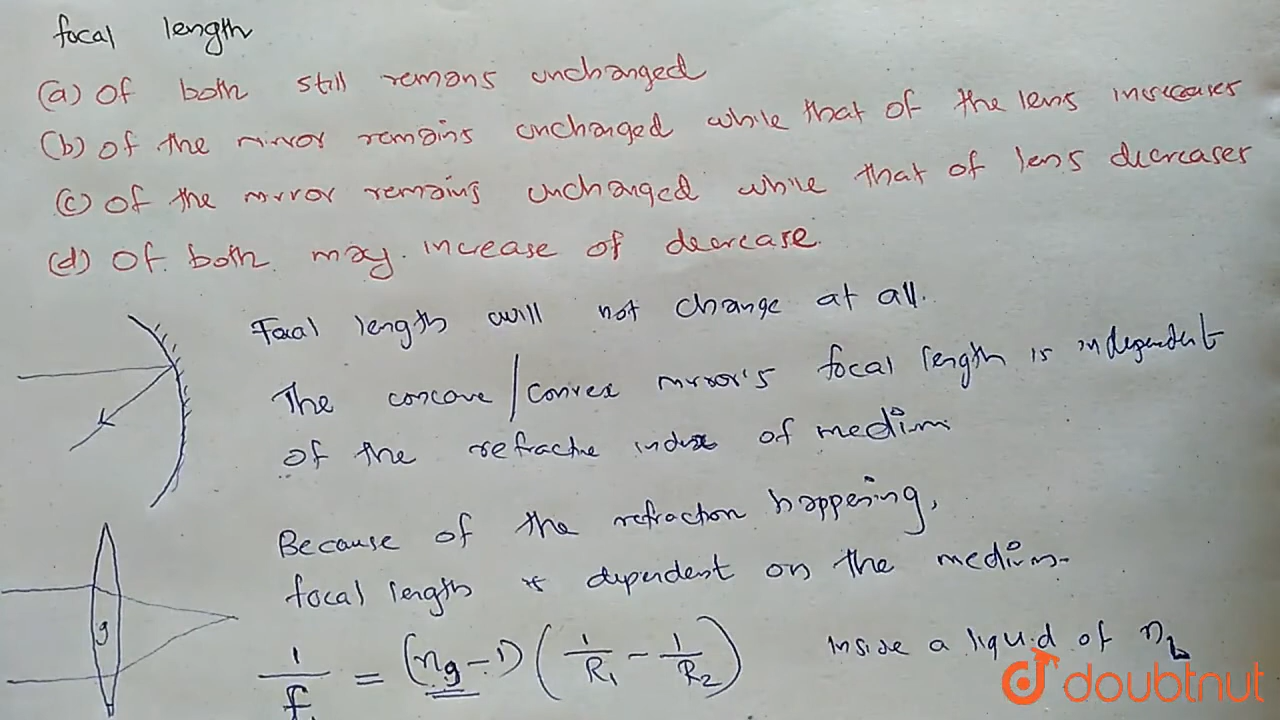 focal length
(a) Of both still remans unchanged
(b) Of the mirror remains unchanged while that of the lens increases
(c) Of the mirror remains unchanged while that of lens decreases
(d) Of both may increase of decrease.
Focal length will not change at all.
The concave/convex mirror's focal length is independent
of the refractive index of medium
Because of the refraction happening,
focal length is dependent on the medium.
g
1/f = (ng-1) (1/R1 - 1/R2) Inside a liquid of n
doubtnut